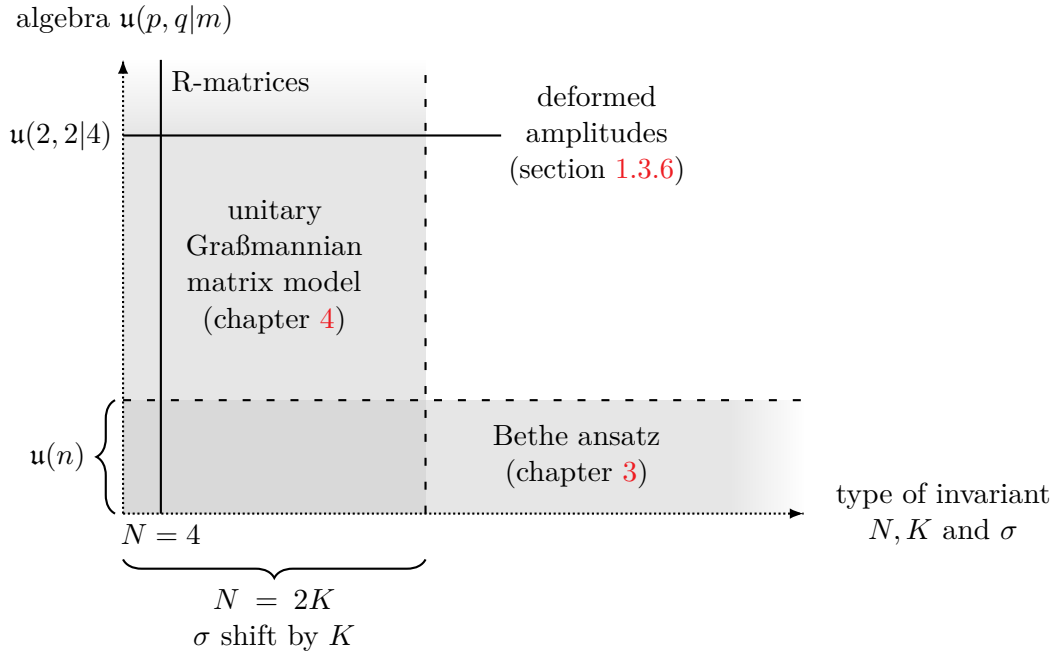 algebra 𝔲(p, q|m)
R-matrices
𝔲(2, 2|4)
deformed
amplitudes
(section 1.3.6)
unitary
Graßmannian
matrix model
(chapter 4)
𝔲(n)
Bethe ansatz
(chapter 3)
type of invariant
N, K and σ
N = 4
N = 2K
σ shift by K